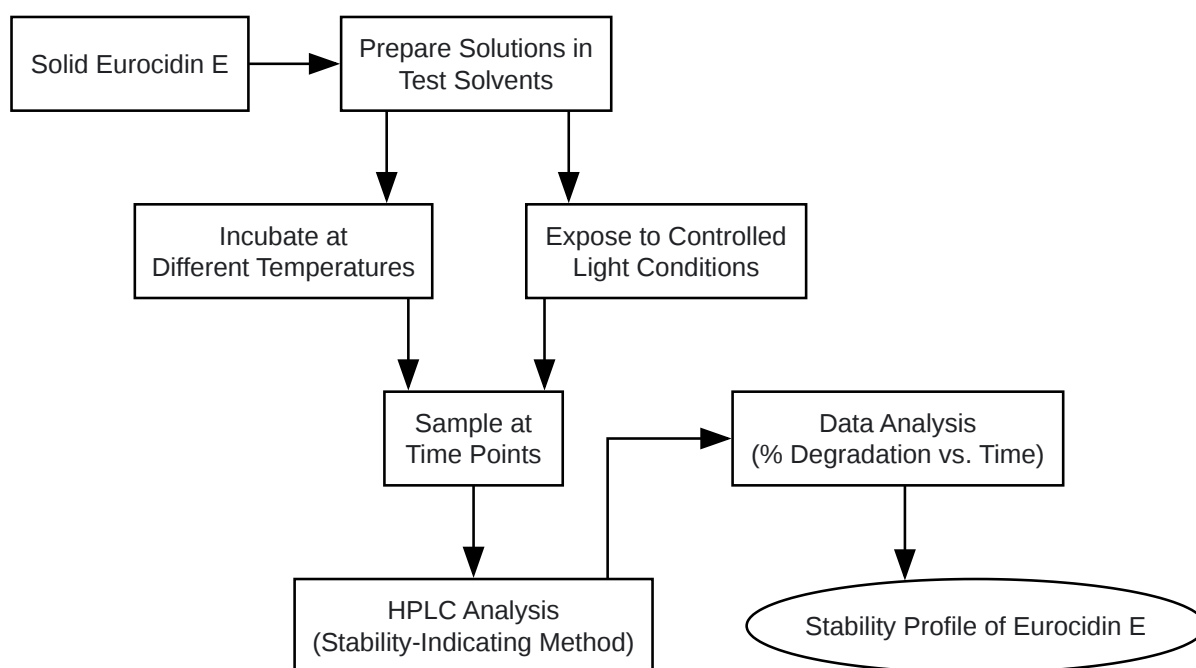 Solid Eurocidin E
Prepare Solutions in
Test Solvents
Incubate at
Different Temperatures
Expose to Controlled
Light Conditions
Sample at
Time Points
Data Analysis
(% Degradation vs. Time)
HPLC Analysis
(Stability-Indicating Method)
Stability Profile of Eurocidin E